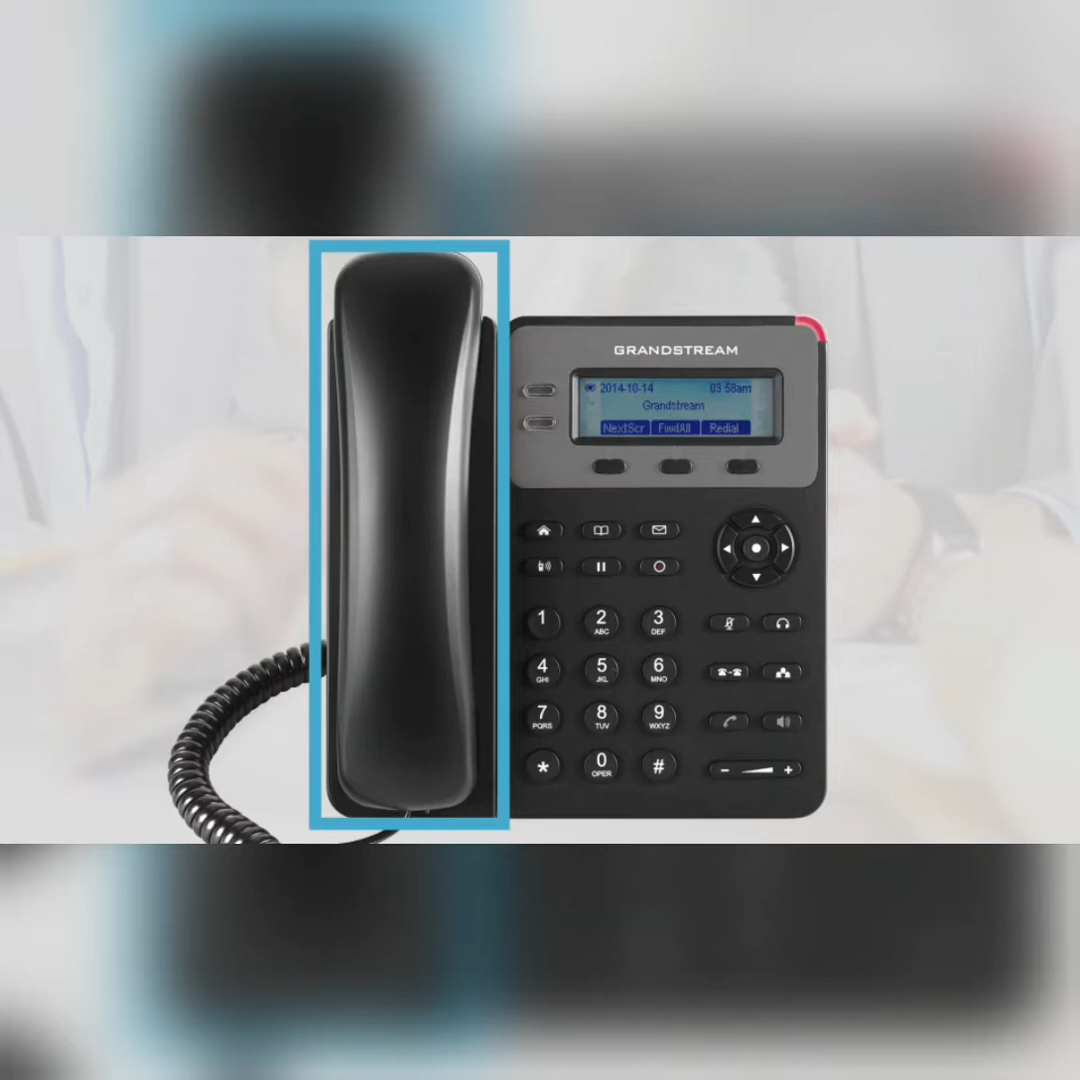 GRANDSTREAM
2014-10-14 03:58am
Grandstream
NextScr FwdAll Redial
1 2 3
ABC DEF
4 5 6
GHI JKL MNO
7 8 9
PQRS TUV WXYZ
* 0 #
OPER
- +